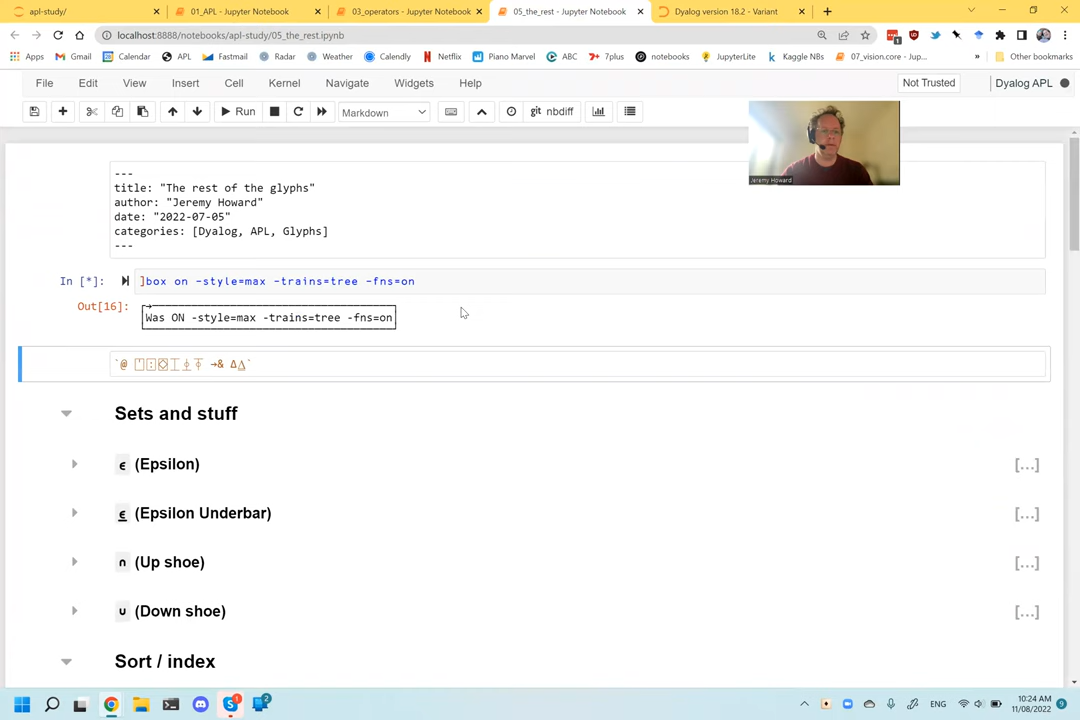 apl-study/
01_APL - Jupyter Notebook
03_operators - Jupyter Notebook
05_the_rest - Jupyter Notebook
Dyalog version 18.2 - Variant
localhost:8888/notebooks/apl-study/05_the_rest.ipynb
Apps Gmail Calendar APL Fastmail Radar Weather Calendly Netflix Piano Marvel ABC 7plus notebooks JupyterLite Kaggle NBs 07_vision.core - Jup... » Other bookmarks
File Edit View Insert Cell Kernel Navigate Widgets Help Not Trusted Dyalog APL
Run Markdown git nbdiff
Jeremy Howard
---
title: "The rest of the glyphs"
author: "Jeremy Howard"
date: "2022-07-05"
categories: [Dyalog, APL, Glyphs]
---
In [*]: ]box on -style=max -trains=tree -fns=on
Out[16]:
Was ON -style=max -trains=tree -fns=on
`@ ⍞⍠⌺⌶⍎⍕ →& ∆⍙`
Sets and stuff
ϵ (Epsilon) [...]
⍷ (Epsilon Underbar) [...]
∩ (Up shoe) [...]
∪ (Down shoe) [...]
Sort / index
ENG
10:24 AM
11/08/2022